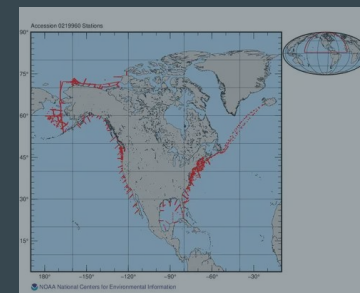 Accession 0219960 Stations
90°
75°
60°
45°
30°
15°
180° -150° -120° -90° -60° -30°
NOAA National Centers for Environmental Information